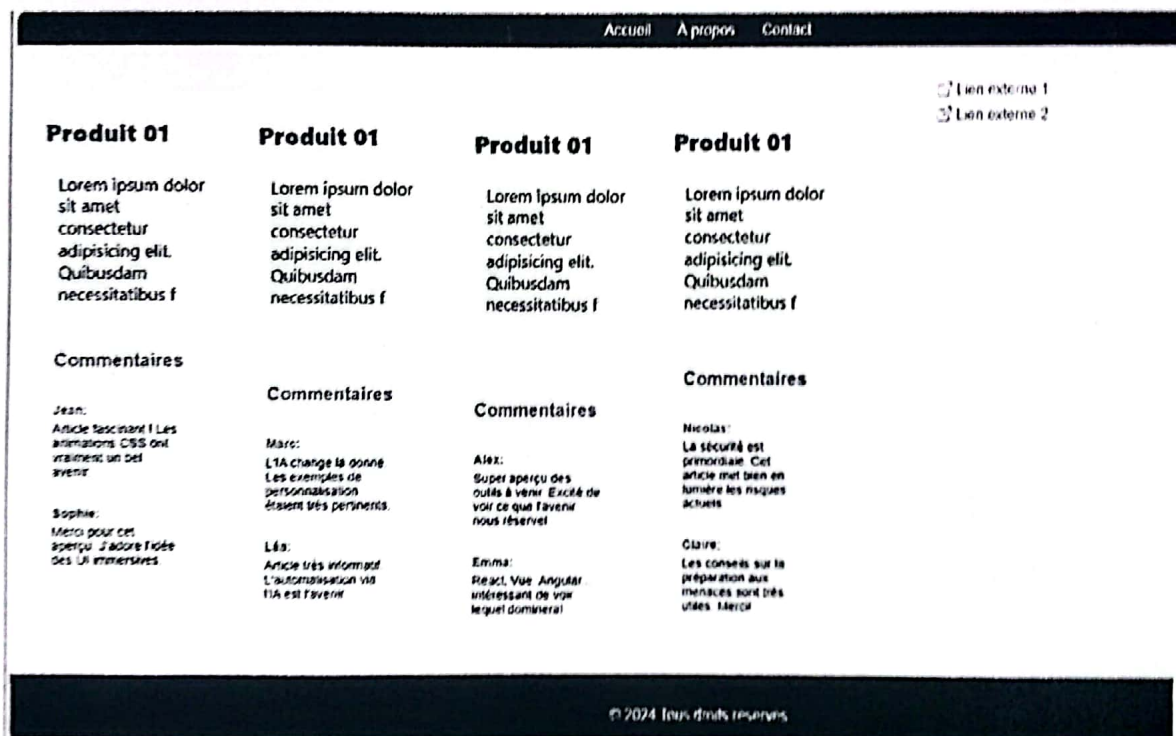 Accueil À propos Contact
Lien externe 1
Lien externe 2
Produit 01
Lorem ipsum dolor
sit amet
consectetur
adipisicing elit.
Quibusdam
necessitatibus f
Commentaires
Jean:
Article fascinant ! Les
animations CSS ont
vraiment un bel
avenir.
Sophie:
Merci pour cet
aperçu. J'adore l'idée
des UI immersives.
Produit 01
Lorem ipsum dolor
sit amet
consectetur
adipisicing elit.
Quibusdam
necessitatibus f
Commentaires
Marc:
L'IA change la donne.
Les exemples de
personnalisation
étaient très pertinents.
Léa:
Article très informatif.
L'automatisation via
l'IA est l'avenir
Produit 01
Lorem ipsum dolor
sit amet
consectetur
adipisicing elit.
Quibusdam
necessitatibus f
Commentaires
Alex:
Super aperçu des
outils à venir. Excité de
voir ce que l'avenir
nous réserve!
Emma:
React, Vue, Angular...
intéressant de voir
lequel dominera!
Produit 01
Lorem ipsum dolor
sit amet
consectetur
adipisicing elit.
Quibusdam
necessitatibus f
Commentaires
Nicolas:
La sécurité est
primordiale. Cet
article met bien en
lumière les risques
actuels.
Claire:
Les conseils sur la
préparation aux
menaces sont très
utiles. Merci!
© 2024 Tous droits réservés